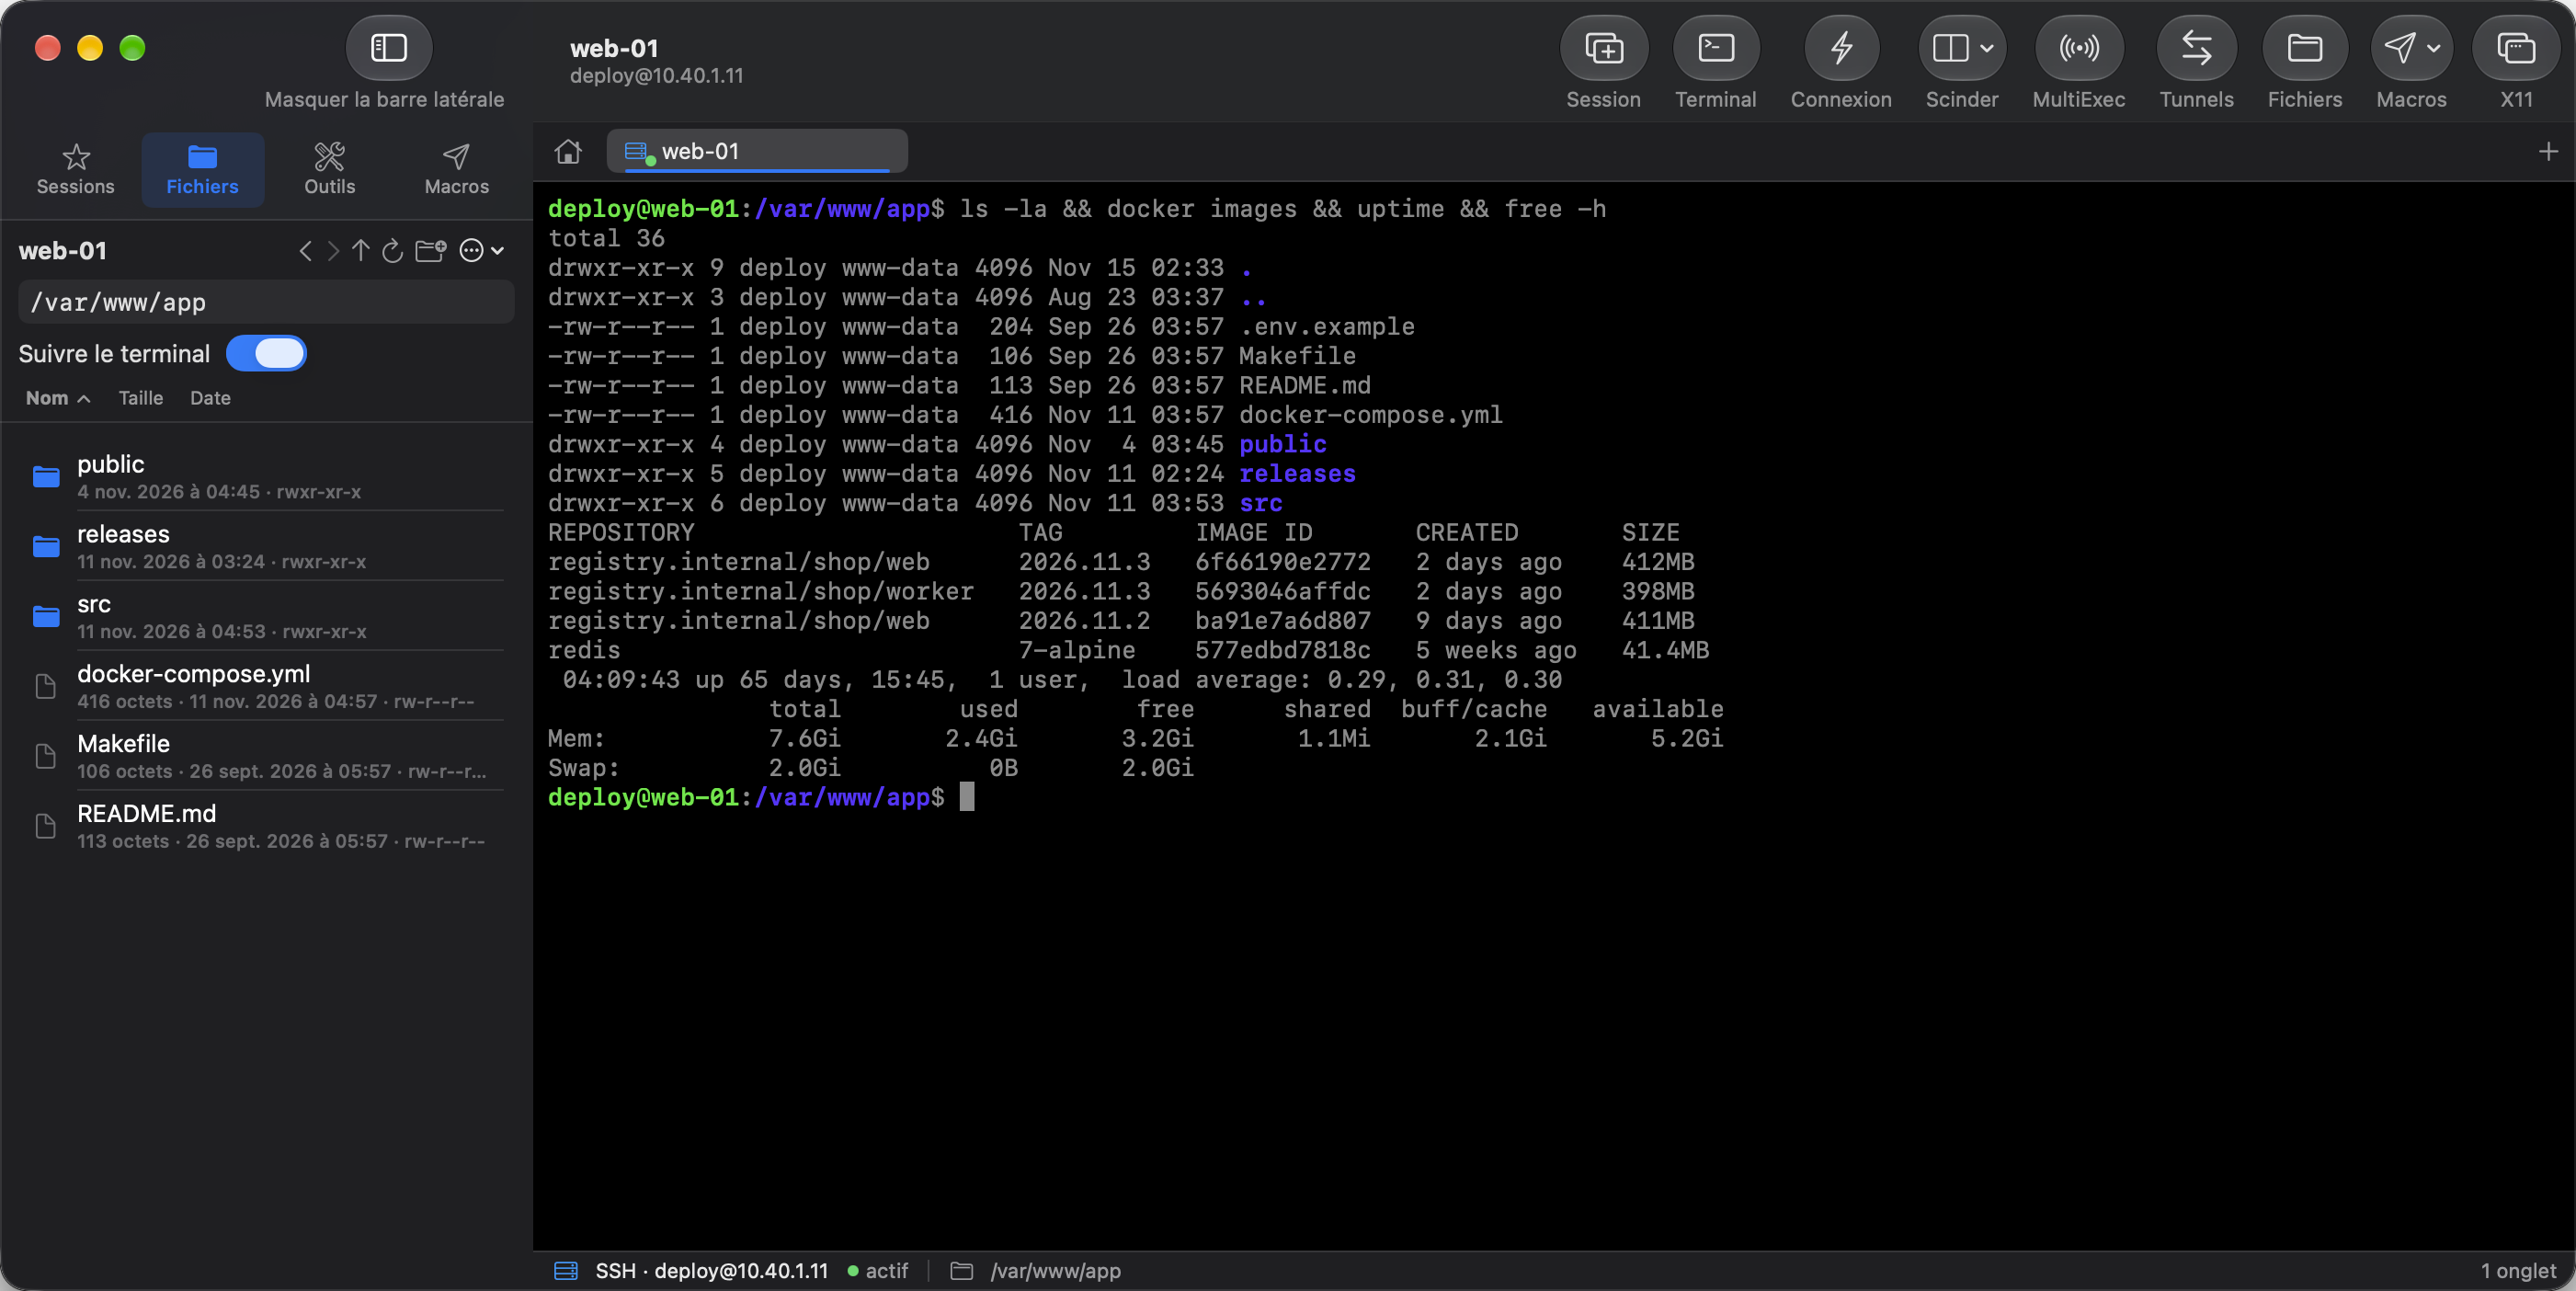 Masquer la barre latérale
web-01
deploy@10.40.1.11
Session
Terminal
Connexion
Scinder
MultiExec
Tunnels
Fichiers
Macros
X11
Sessions
Fichiers
Outils
Macros
web-01
/var/www/app
Suivre le terminal
Nom Taille Date
public
4 nov. 2026 à 04:45 · rwxr-xr-x
releases
11 nov. 2026 à 03:24 · rwxr-xr-x
src
11 nov. 2026 à 04:53 · rwxr-xr-x
docker-compose.yml
416 octets · 11 nov. 2026 à 04:57 · rw-r--r--
Makefile
106 octets · 26 sept. 2026 à 05:57 · rw-r--r...
README.md
113 octets · 26 sept. 2026 à 05:57 · rw-r--r--
web-01
deploy@web-01:/var/www/app$ ls -la && docker images && uptime && free -h
total 36
drwxr-xr-x 9 deploy www-data 4096 Nov 15 02:33 .
drwxr-xr-x 3 deploy www-data 4096 Aug 23 03:37 ..
-rw-r--r-- 1 deploy www-data  204 Sep 26 03:57 .env.example
-rw-r--r-- 1 deploy www-data  106 Sep 26 03:57 Makefile
-rw-r--r-- 1 deploy www-data  113 Sep 26 03:57 README.md
-rw-r--r-- 1 deploy www-data  416 Nov 11 03:57 docker-compose.yml
drwxr-xr-x 4 deploy www-data 4096 Nov  4 03:45 public
drwxr-xr-x 5 deploy www-data 4096 Nov 11 02:24 releases
drwxr-xr-x 6 deploy www-data 4096 Nov 11 03:53 src
REPOSITORY                      TAG         IMAGE ID       CREATED       SIZE
registry.internal/shop/web      2026.11.3   6f66190e2772   2 days ago    412MB
registry.internal/shop/worker   2026.11.3   5693046affdc   2 days ago    398MB
registry.internal/shop/web      2026.11.2   ba91e7a6d807   9 days ago    411MB
redis                           7-alpine    577edbd7818c   5 weeks ago   41.4MB
 04:09:43 up 65 days, 15:45,  1 user,  load average: 0.29, 0.31, 0.30
               total        used        free      shared  buff/cache   available
Mem:           7.6Gi       2.4Gi       3.2Gi       1.1Mi       2.1Gi       5.2Gi
Swap:          2.0Gi          0B       2.0Gi
deploy@web-01:/var/www/app$
SSH · deploy@10.40.1.11 actif /var/www/app
1 onglet